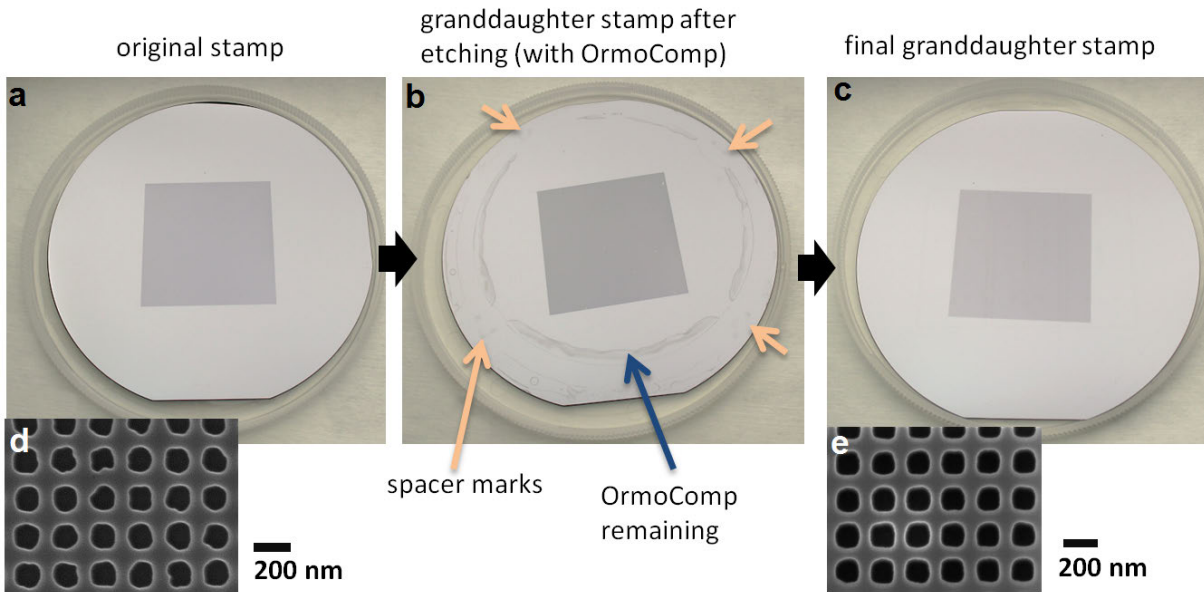 original stamp
granddaughter stamp after
etching (with OrmoComp)
final granddaughter stamp
a
b
c
d
e
spacer marks
OrmoComp
remaining
200 nm
200 nm